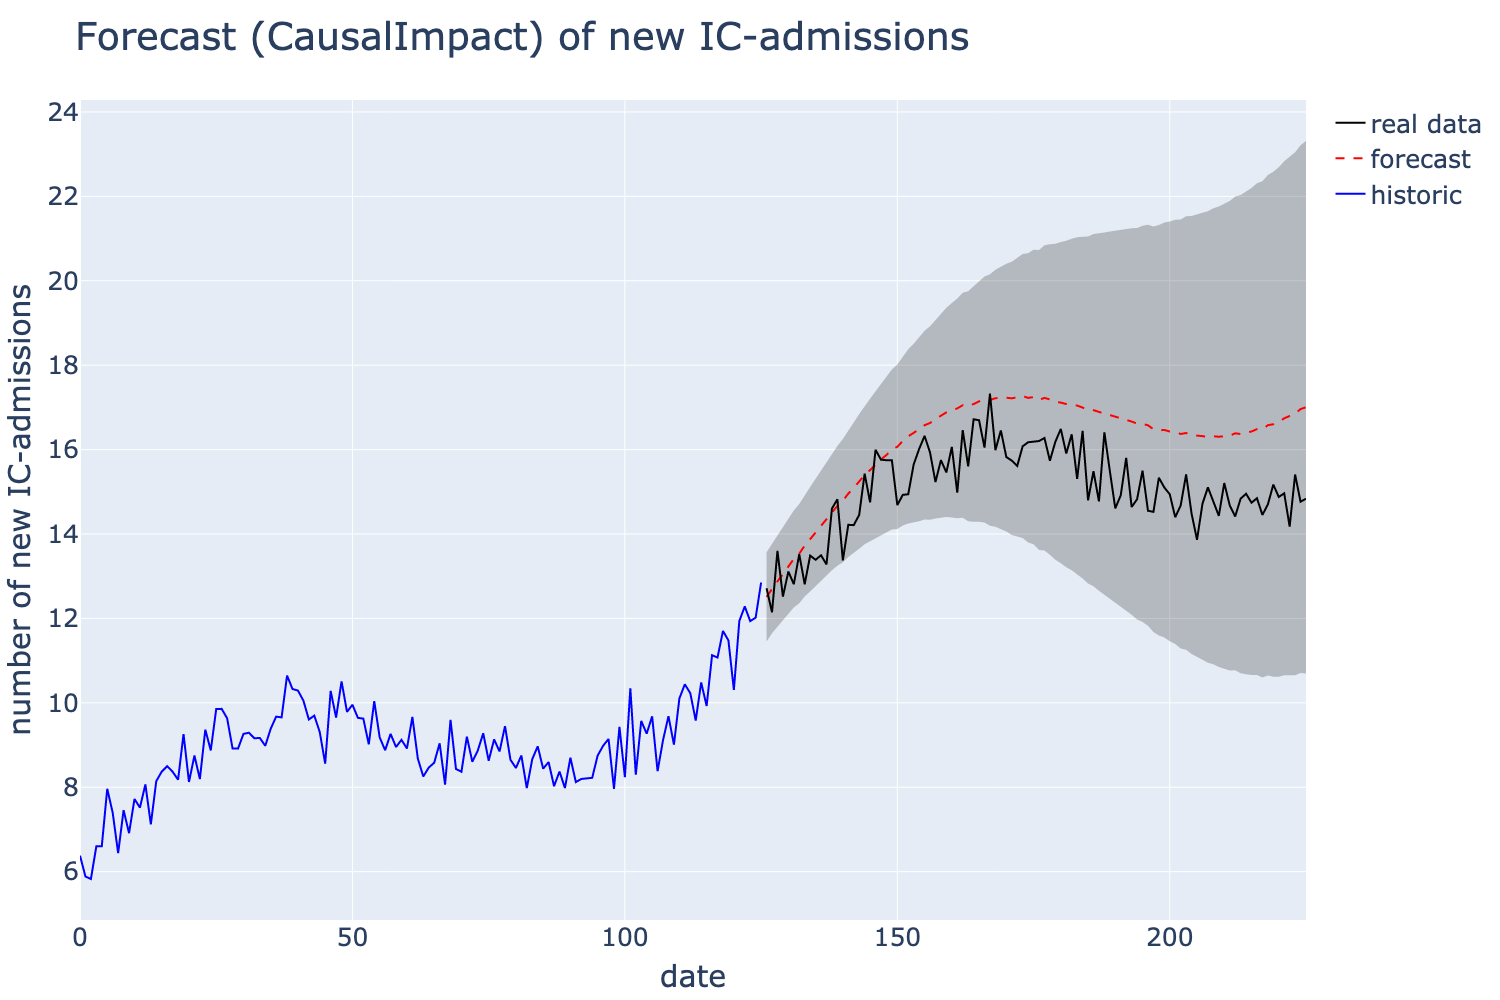 Forecast (CausalImpact) of new IC-admissions
real data
forecast
historic
number of new IC-admissions
24
22
20
18
16
14
12
10
8
6
0 50 100 150 200
date